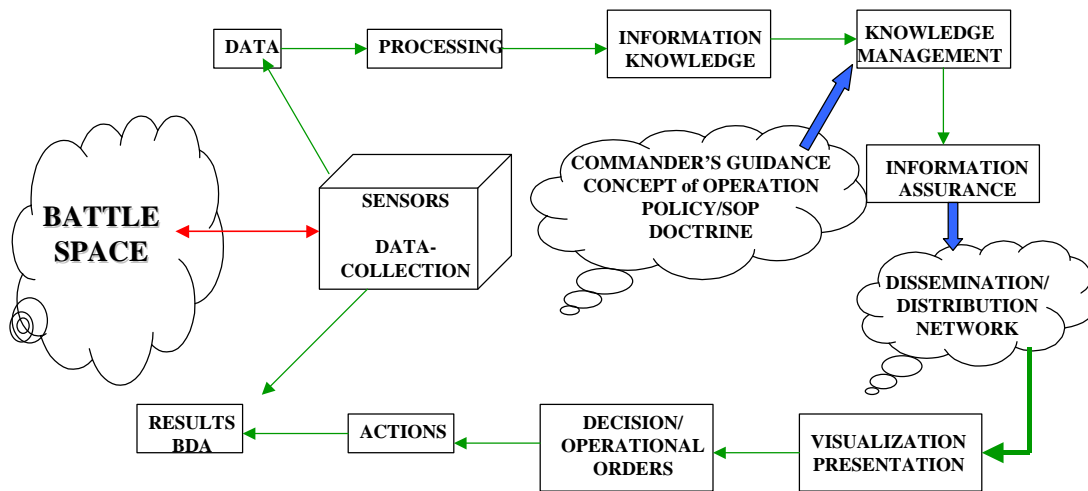 DATA
PROCESSING
INFORMATION
KNOWLEDGE
KNOWLEDGE
MANAGEMENT
COMMANDER'S GUIDANCE
CONCEPT of OPERATION
POLICY/SOP
DOCTRINE
INFORMATION
ASSURANCE
BATTLE
SPACE
SENSORS
DATA-
COLLECTION
DISSEMINATION/
DISTRIBUTION
NETWORK
RESULTS
BDA
ACTIONS
DECISION/
OPERATIONAL
ORDERS
VISUALIZATION
PRESENTATION